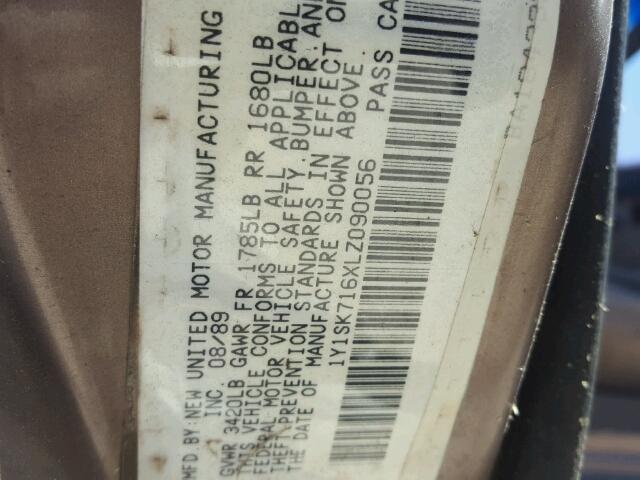 MFD.BY:NEW UNITED MOTOR MANUFACTURING
INC. 08/89
GVWR 3420LB GAWR FR 1785LB RR 1680LB
THIS VEHICLE CONFORMS TO ALL APPLICABL
FEDERAL MOTOR VEHICLE SAFETY,BUMPER,AND
THEFT PREVENTION STANDARDS IN EFFECT ON
THE DATE OF MANUFACTURE SHOWN ABOVE.
1Y1SK716XLZ090056 PASS CA